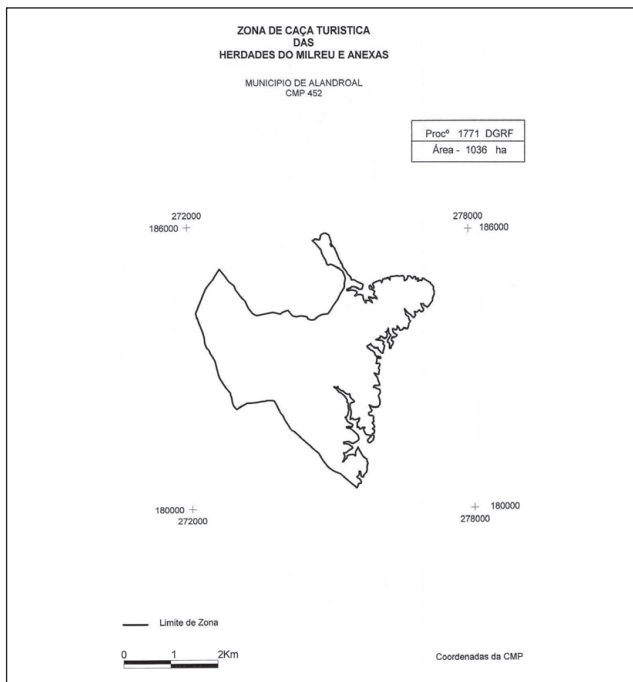 ZONA DE CAÇA TURISTICA
DAS
HERDADES DO MILREU E ANEXAS
MUNICIPIO DE ALANDROAL
CMP 452
Procº 1771 DGRF
Área - 1036 ha
272000
186000
278000
186000
180000
272000
180000
278000
Limite de Zona
0 1 2Km
Coordenadas da CMP